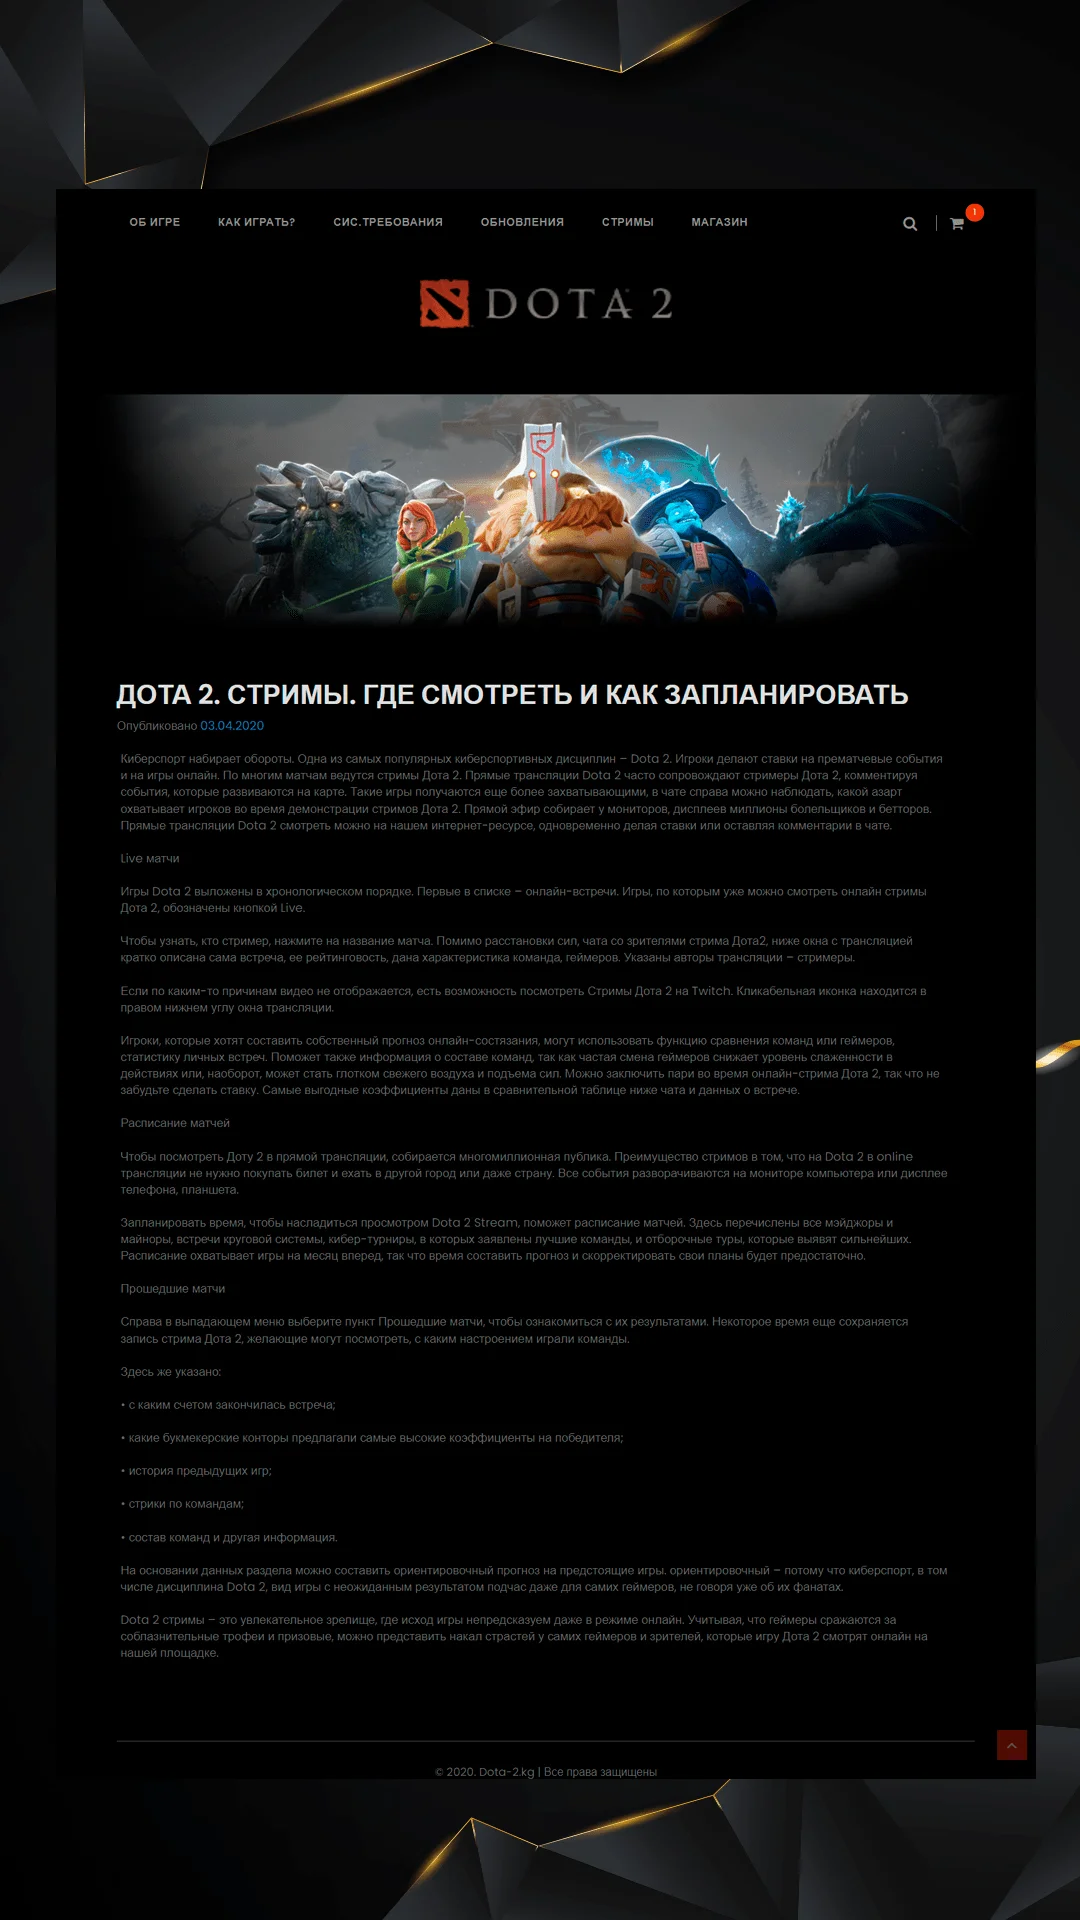 ОБ ИГРЕ КАК ИГРАТЬ? СИС.ТРЕБОВАНИЯ ОБНОВЛЕНИЯ СТРИМЫ МАГАЗИН 1
DOTA 2
ДОТА 2. СТРИМЫ. ГДЕ СМОТРЕТЬ И КАК ЗАПЛАНИРОВАТЬ
Опубликовано 03.04.2020
Киберспорт набирает обороты. Одна из самых популярных киберспортивных дисциплин – Dota 2. Игроки делают ставки на прематчевые события
и на игры онлайн. По многим матчам ведутся стримы Дота 2. Прямые трансляции Dota 2 часто сопровождают стримеры Дота 2, комментируя
события, которые развиваются на карте. Такие игры получаются еще более захватывающими, в чате справа можно наблюдать, какой азарт
охватывает игроков во время демонстрации стримов Дота 2. Прямой эфир собирает у мониторов, дисплеев миллионы болельщиков и бетторов.
Прямые трансляции Dota 2 смотреть можно на нашем интернет-ресурсе, одновременно делая ставки или оставляя комментарии в чате.
Live матчи
Игры Dota 2 выложены в хронологическом порядке. Первые в списке – онлайн-встречи. Игры, по которым уже можно смотреть онлайн стримы
Дота 2, обозначены кнопкой Live.
Чтобы узнать, кто стример, нажмите на название матча. Помимо расстановки сил, чата со зрителями стрима Дота2, ниже окна с трансляцией
кратко описана сама встреча, ее рейтинговость, дана характеристика команда, геймеров. Указаны авторы трансляции – стримеры.
Если по каким-то причинам видео не отображается, есть возможность посмотреть Стримы Дота 2 на Twitch. Кликабельная иконка находится в
правом нижнем углу окна трансляции.
Игроки, которые хотят составить собственный прогноз онлайн-состязания, могут использовать функцию сравнения команд или геймеров,
статистику личных встреч. Поможет также информация о составе команд, так как частая смена геймеров снижает уровень слаженности в
действиях или, наоборот, может стать глотком свежего воздуха и подъема сил. Можно заключить пари во время онлайн-стрима Дота 2, так что не
забудьте сделать ставку. Самые выгодные коэффициенты даны в сравнительной таблице ниже чата и данных о встрече.
Расписание матчей
Чтобы посмотреть Доту 2 в прямой трансляции, собирается многомиллионная публика. Преимущество стримов в том, что на Dota 2 в online
трансляции не нужно покупать билет и ехать в другой город или даже страну. Все события разворачиваются на мониторе компьютера или дисплее
телефона, планшета.
Запланировать время, чтобы насладиться просмотром Dota 2 Stream, поможет расписание матчей. Здесь перечислены все мэйджоры и
майноры, встречи круговой системы, кибер-турниры, в которых заявлены лучшие команды, и отборочные туры, которые выявят сильнейших.
Расписание охватывает игры на месяц вперед, так что время составить прогноз и скорректировать свои планы будет предостаточно.
Прошедшие матчи
Справа в выпадающем меню выберите пункт Прошедшие матчи, чтобы ознакомиться с их результатами. Некоторое время еще сохраняется
запись стрима Дота 2, желающие могут посмотреть, с каким настроением играли команды.
Здесь же указано:
• с каким счетом закончилась встреча;
• какие букмекерские конторы предлагали самые высокие коэффициенты на победителя;
• история предыдущих игр;
• стрики по командам;
• состав команд и другая информация.
На основании данных раздела можно составить ориентировочный прогноз на предстоящие игры. ориентировочный – потому что киберспорт, в том
числе дисциплина Dota 2, вид игры с неожиданным результатом подчас даже для самих геймеров, не говоря уже об их фанатах.
Dota 2 стримы – это увлекательное зрелище, где исход игры непредсказуем даже в режиме онлайн. Учитывая, что геймеры сражаются за
соблазнительные трофеи и призовые, можно представить накал страстей у самих геймеров и зрителей, которые игру Дота 2 смотрят онлайн на
нашей площадке.
© 2020. Dota-2.kg | Все права защищены